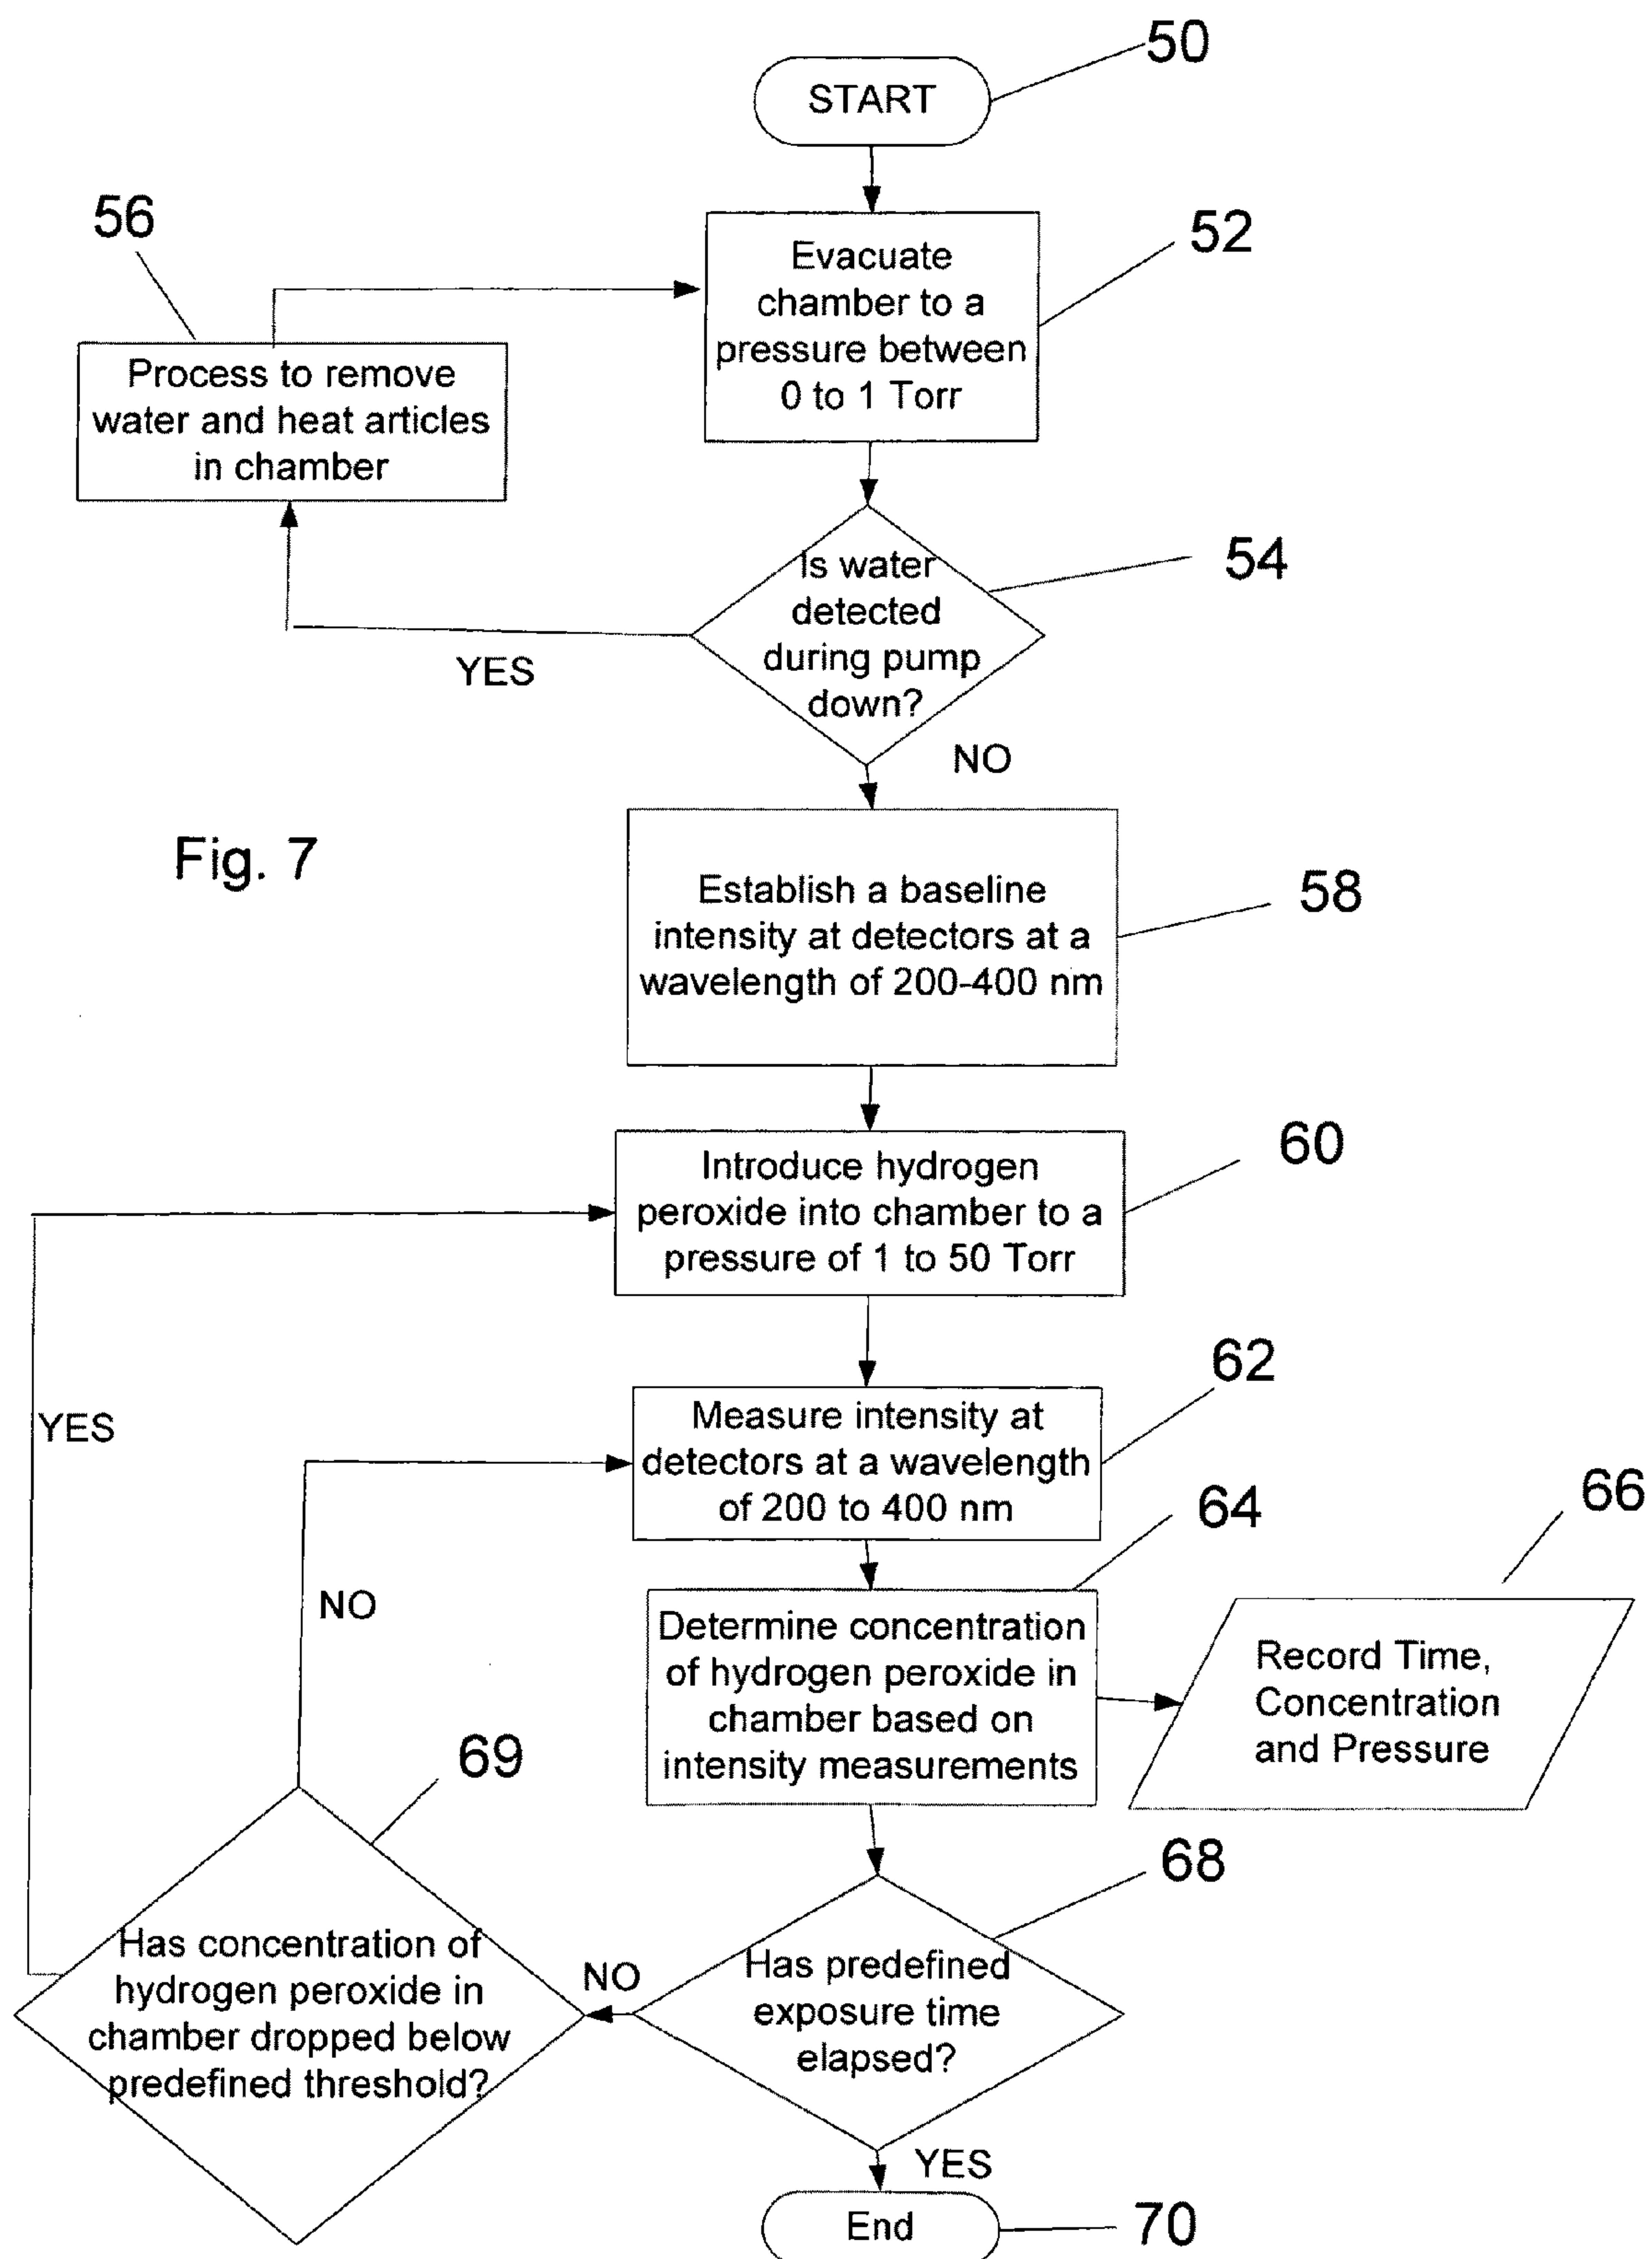 50
START
56
52
Evacuate
chamber to a
pressure between
0 to 1 Torr
Process to remove
water and heat articles
in chamber
54
Is water
detected
during pump
down?
YES
NO
Fig. 7
58
Establish a baseline
intensity at detectors at a
wavelength of 200-400 nm
60
Introduce hydrogen
peroxide into chamber to a
pressure of 1 to 50 Torr
62
YES
Measure intensity at
detectors at a wavelength
of 200 to 400 nm
64
66
NO
Determine concentration
of hydrogen peroxide in
chamber based on
intensity measurements
Record Time,
Concentration
and Pressure
69
68
Has concentration of
hydrogen peroxide in
chamber dropped below
predefined threshold?
NO
Has predefined
exposure time
elapsed?
YES
End
70